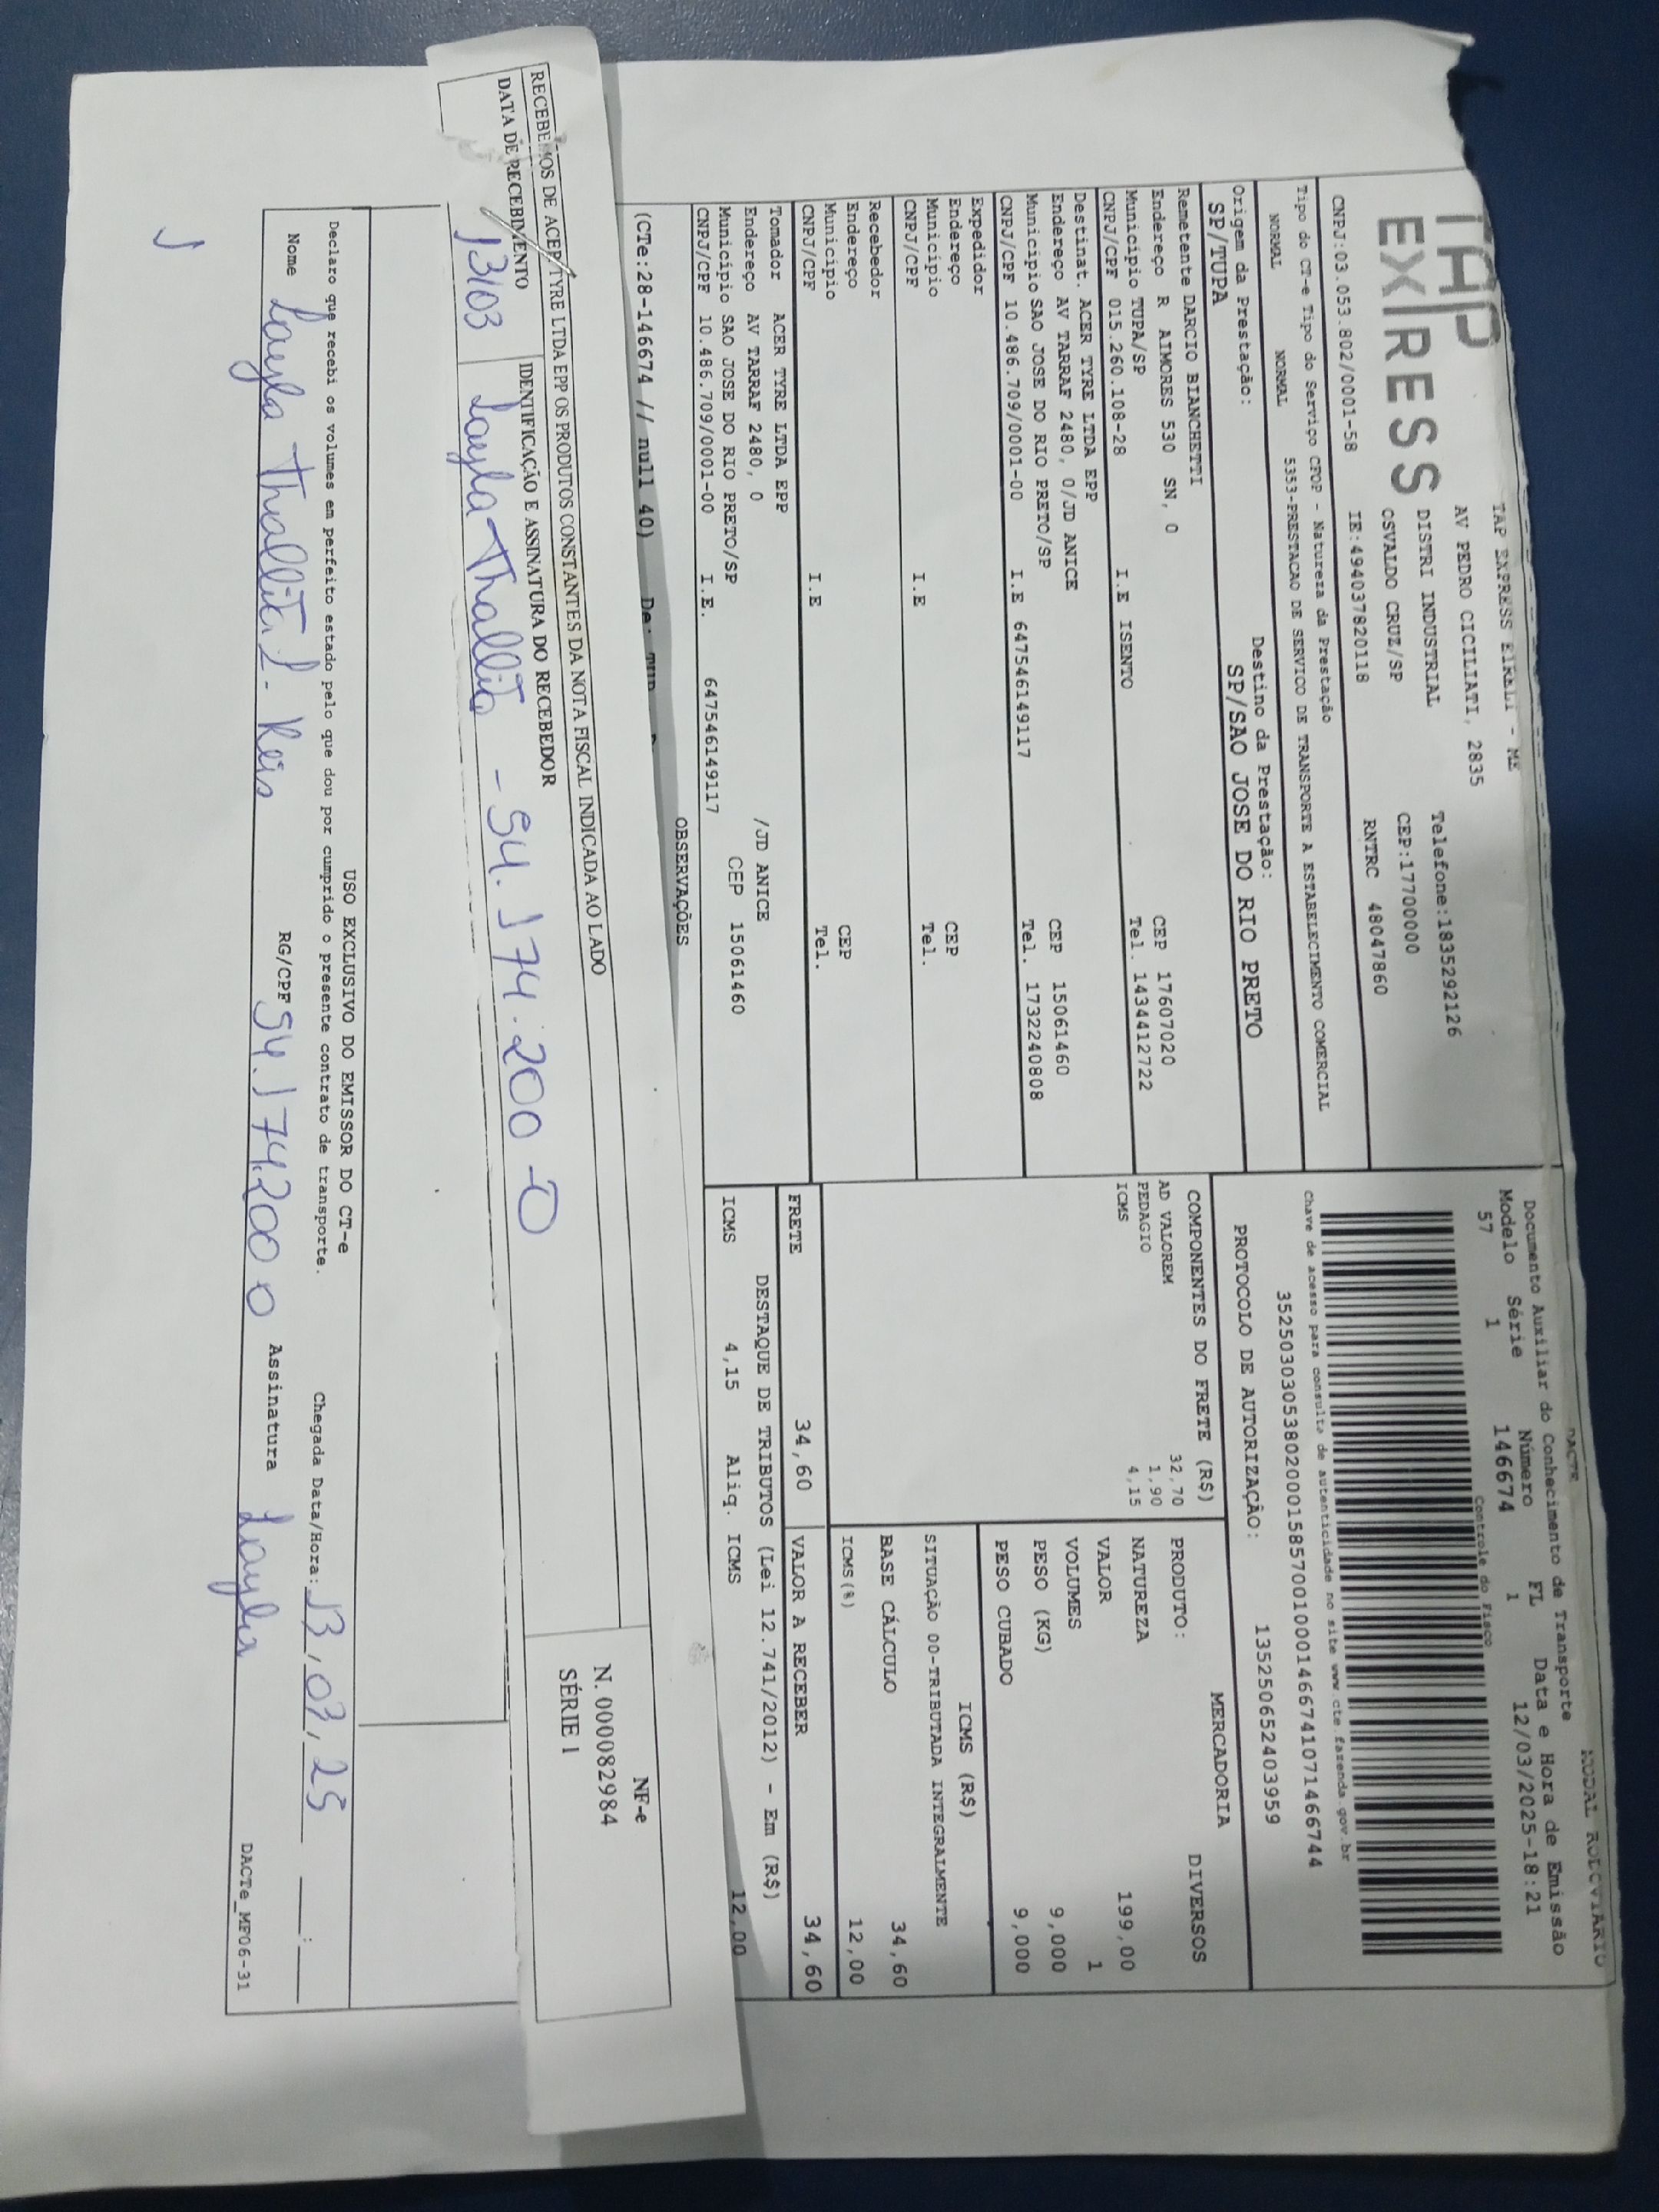 TAP EXPRESS EIRELI - ME
AV PEDRO CICILIATI, 2835
DISTRI INDUSTRIAL
OSVALDO CRUZ/SP
Telefone:1835292126
CEP:17700000
TAP
EXPRESS
CNPJ:03.053.802/0001-58 IE:494037820118 RNTRC 48047860
Tipo do CT-e Tipo do Serviço CFOP - Natureza da Prestação
NORMAL NORMAL 5353-PRESTACAO DE SERVICO DE TRANSPORTE A ESTABELECIMENTO COMERCIAL
Origem da Prestação: Destino da Prestação:
SP/TUPA SP/SAO JOSE DO RIO PRETO
Remetente DARCIO BIANCHETTI
Endereço R AIMORES 530 SN, 0 CEP 17607020
Município TUPA/SP Tel. 1434412722
CNPJ/CPF 015.260.108-28 I.E ISENTO
Destinat. ACER TYRE LTDA EPP
Endereço AV TARRAF 2480, 0/JD ANICE CEP 15061460
Município SAO JOSE DO RIO PRETO/SP Tel. 1732240808
CNPJ/CPF 10.486.709/0001-00 I.E 647546149117
Expedidor
Endereço CEP
Município Tel.
CNPJ/CPF I.E
Recebedor
Endereço CEP
Município Tel.
CNPJ/CPF I.E
Tomador ACER TYRE LTDA EPP
Endereço AV TARRAF 2480, 0 /JD ANICE
Município SAO JOSE DO RIO PRETO/SP CEP 15061460
CNPJ/CPF 10.486.709/0001-00 I.E. 647546149117
DACTE MODAL RODOVIARIO
Documento Auxiliar do Conhecimento de Transporte
Modelo Série Número FL Data e Hora de Emissão
57 1 146674 1 12/03/2025-18:21
Controle do Fisco
Chave de acesso para consulta de autenticidade no site www.cte.fazenda.gov.br
35250303053802000158570010001466741071466744
PROTOCOLO DE AUTORIZAÇÃO: 135250652403959
COMPONENTES DO FRETE (R$)
AD VALOREM 32,70
PEDAGIO 1,90
ICMS 4,15
MERCADORIA
PRODUTO: DIVERSOS
NATUREZA
VALOR 199,00
VOLUMES 1
PESO (KG) 9,000
PESO CUBADO 9,000
ICMS (R$)
SITUAÇÃO 00-TRIBUTADA INTEGRALMENTE
BASE CÁLCULO 34,60
ICMS(%) 12,00
FRETE 34,60 VALOR A RECEBER 34,60
DESTAQUE DE TRIBUTOS (Lei 12.741/2012) - Em (R$)
ICMS 4,15 Aliq. ICMS 12,00
OBSERVAÇÕES
(CTe:28-146674 // null 40) De:
RECEBEMOS DE ACER TYRE LTDA EPP OS PRODUTOS CONSTANTES DA NOTA FISCAL INDICADA AO LADO
DATA DE RECEBIMENTO IDENTIFICAÇÃO E ASSINATURA DO RECEBEDOR
13/03 Layla Thallita - 54.174.200-0
NF-e
N. 000082984
SÉRIE 1
USO EXCLUSIVO DO EMISSOR DO CT-e
Declaro que recebi os volumes em perfeito estado pelo que dou por cumprido o presente contrato de transporte. Chegada Data/Hora: 13/03/25 :
Nome Layla Thallita S. Reis RG/CPF 54.174.200 0 Assinatura Layla
DACTe_MF06-31